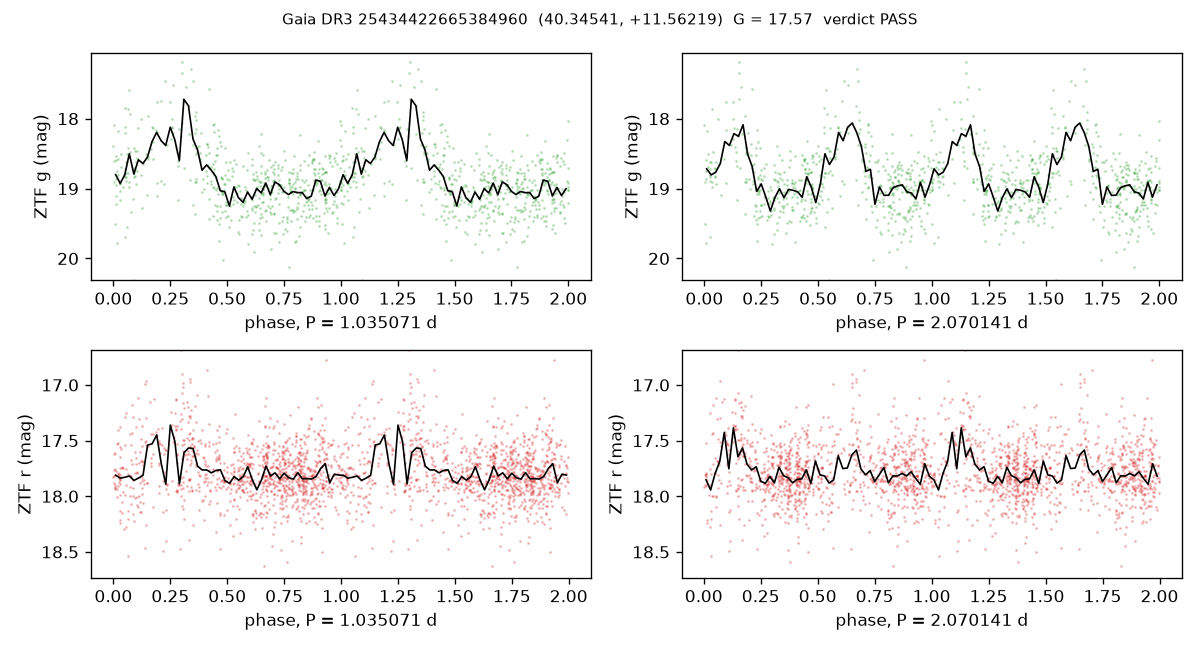 Gaia DR3 25434422665384960 (40.34541, +11.56219) G = 17.57 verdict PASS
ZTF g (mag)
18
19
20
0.00 0.25 0.50 0.75 1.00 1.25 1.50 1.75 2.00
phase, P = 1.035071 d
ZTF g (mag)
18
19
20
0.00 0.25 0.50 0.75 1.00 1.25 1.50 1.75 2.00
phase, P = 2.070141 d
ZTF r (mag)
17.0
17.5
18.0
18.5
0.00 0.25 0.50 0.75 1.00 1.25 1.50 1.75 2.00
phase, P = 1.035071 d
ZTF r (mag)
17.0
17.5
18.0
18.5
0.00 0.25 0.50 0.75 1.00 1.25 1.50 1.75 2.00
phase, P = 2.070141 d